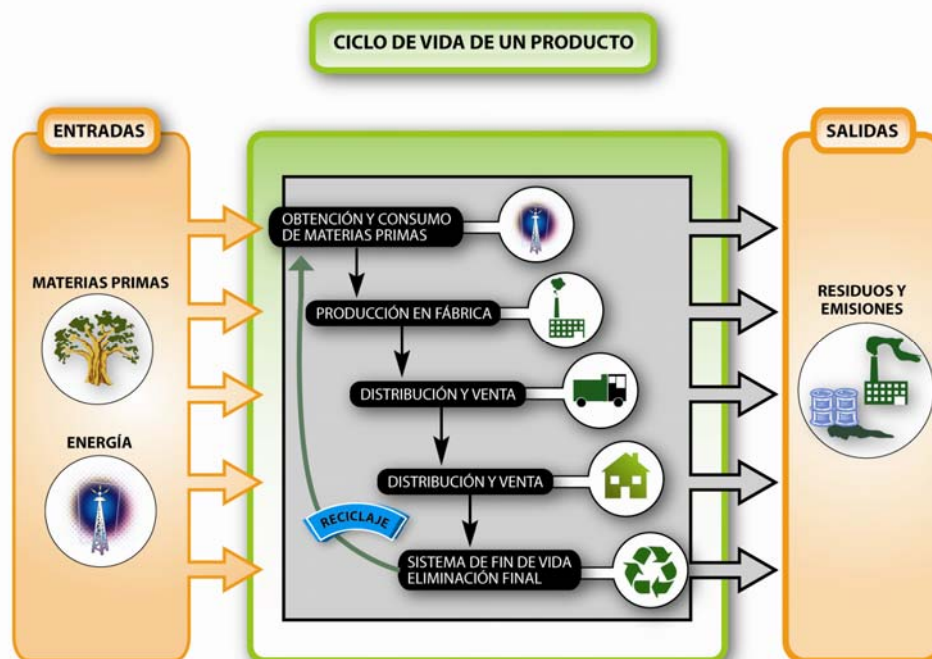 CICLO DE VIDA DE UN PRODUCTO
ENTRADAS
MATERIAS PRIMAS
ENERGÍA
OBTENCIÓN Y CONSUMO
DE MATERIAS PRIMAS
PRODUCCIÓN EN FÁBRICA
DISTRIBUCIÓN Y VENTA
DISTRIBUCIÓN Y VENTA
RECICLAJE
SISTEMA DE FIN DE VIDA
ELIMINACIÓN FINAL
SALIDAS
RESIDUOS Y
EMISIONES